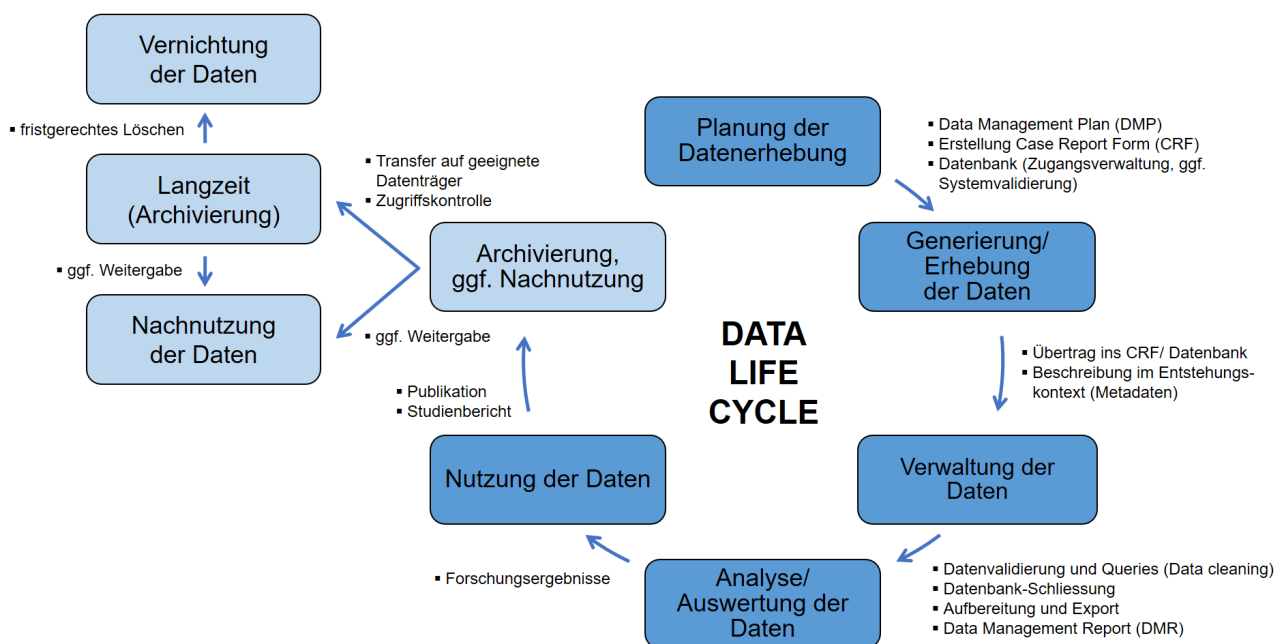 Vernichtung
der Daten
▪ fristgerechtes Löschen
Langzeit
(Archivierung)
▪ ggf. Weitergabe
Nachnutzung
der Daten
▪ Transfer auf geeignete
Datenträger
▪ Zugriffskontrolle
Archivierung,
ggf. Nachnutzung
▪ ggf. Weitergabe
▪ Publikation
▪ Studienbericht
Nutzung der Daten
▪ Forschungsergebnisse
DATA
LIFE
CYCLE
Planung der
Datenerhebung
▪ Data Management Plan (DMP)
▪ Erstellung Case Report Form (CRF)
▪ Datenbank (Zugangsverwaltung, ggf.
Systemvalidierung)
Generierung/
Erhebung
der Daten
▪ Übertrag ins CRF/ Datenbank
▪ Beschreibung im Entstehungs-
kontext (Metadaten)
Verwaltung der
Daten
▪ Datenvalidierung und Queries (Data cleaning)
▪ Datenbank-Schliessung
▪ Aufbereitung und Export
▪ Data Management Report (DMR)
Analyse/
Auswertung der
Daten